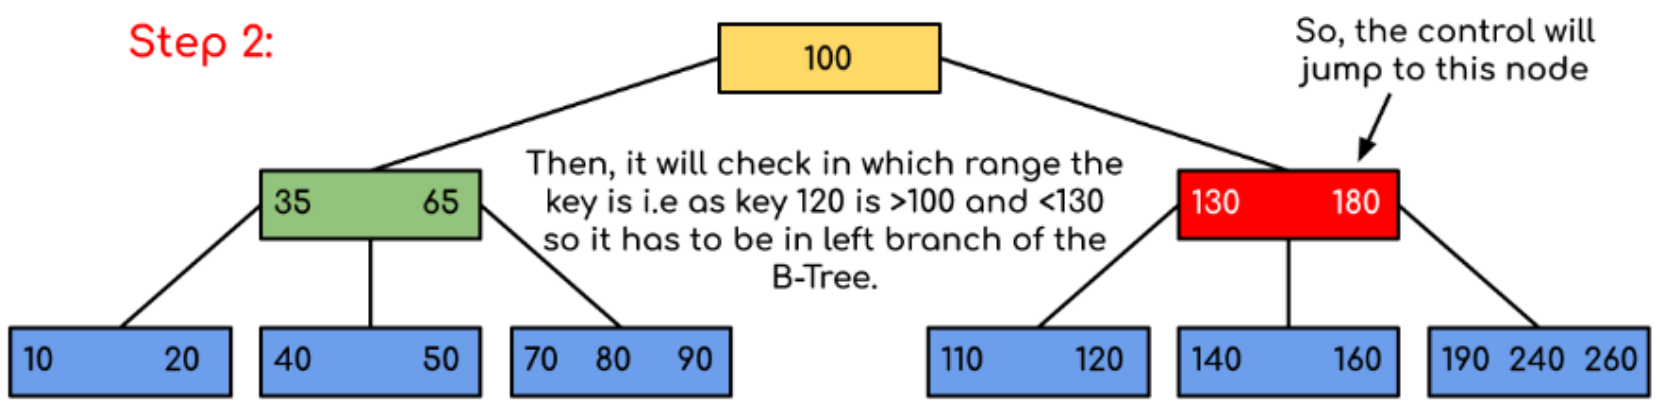 Step 2:
100
So, the control will
jump to this node
Then, it will check in which range the
key is i.e as key 120 is >100 and <130
so it has to be in left branch of the
B-Tree.
35 65
130 180
10 20
40 50
70 80 90
110 120
140 160
190 240 260